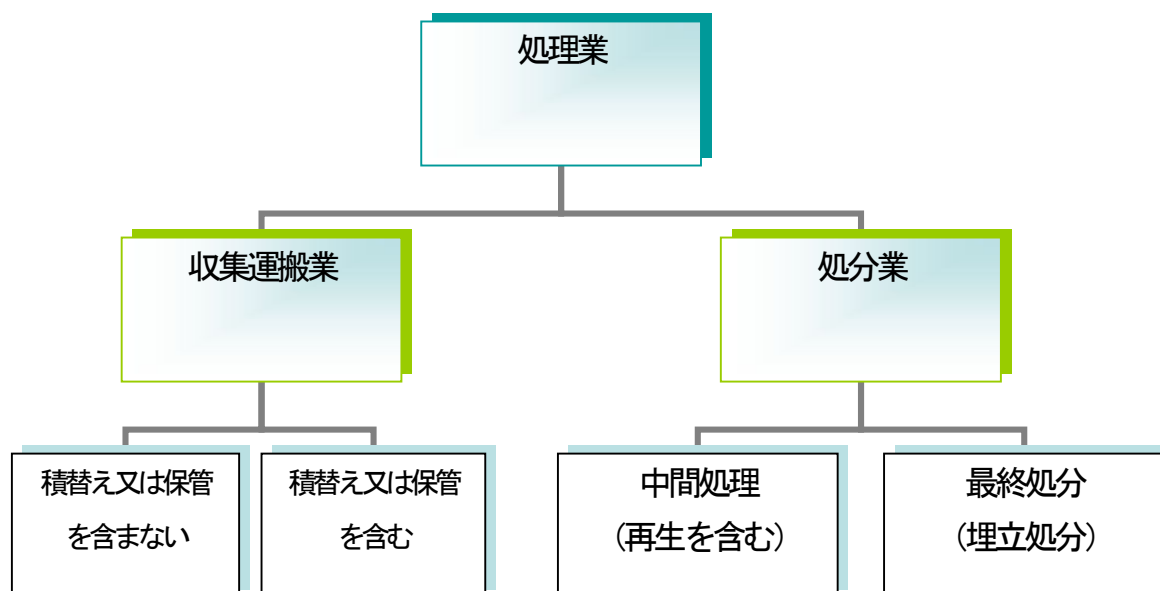 処理業
収集運搬業
処分業
積替え又は保管
を含まない
積替え又は保管
を含む
中間処理
（再生を含む）
最終処分
（埋立処分）